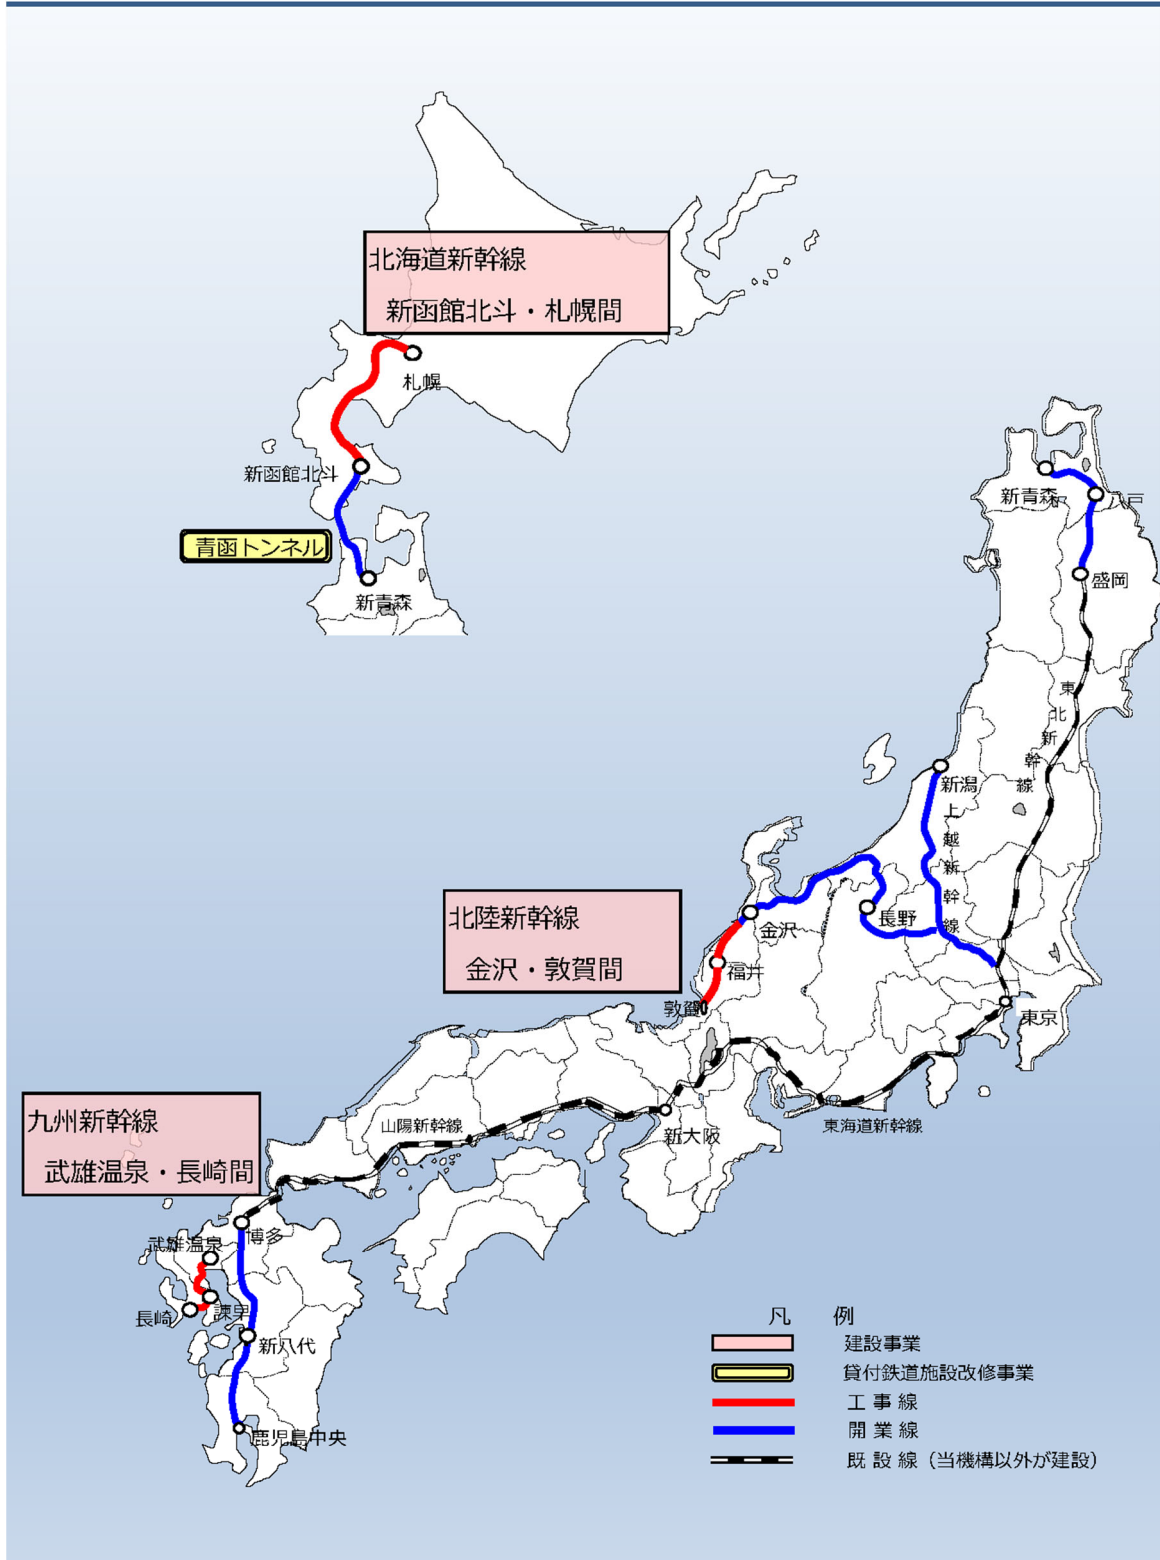 北海道新幹線
新函館北斗・札幌間
札幌
新函館北斗
青函トンネル
新青森
新青森
八戸
盛岡
東北新幹線
新潟
上越新幹線
北陸新幹線
金沢・敦賀間
金沢
長野
福井
敦賀
東京
九州新幹線
武雄温泉・長崎間
山陽新幹線
新大阪
東海道新幹線
博多
武雄温泉
諫早
長崎
新八代
鹿児島中央
凡 例
建設事業
貸付鉄道施設改修事業
工 事 線
開 業 線
既 設 線（当機構以外が建設）